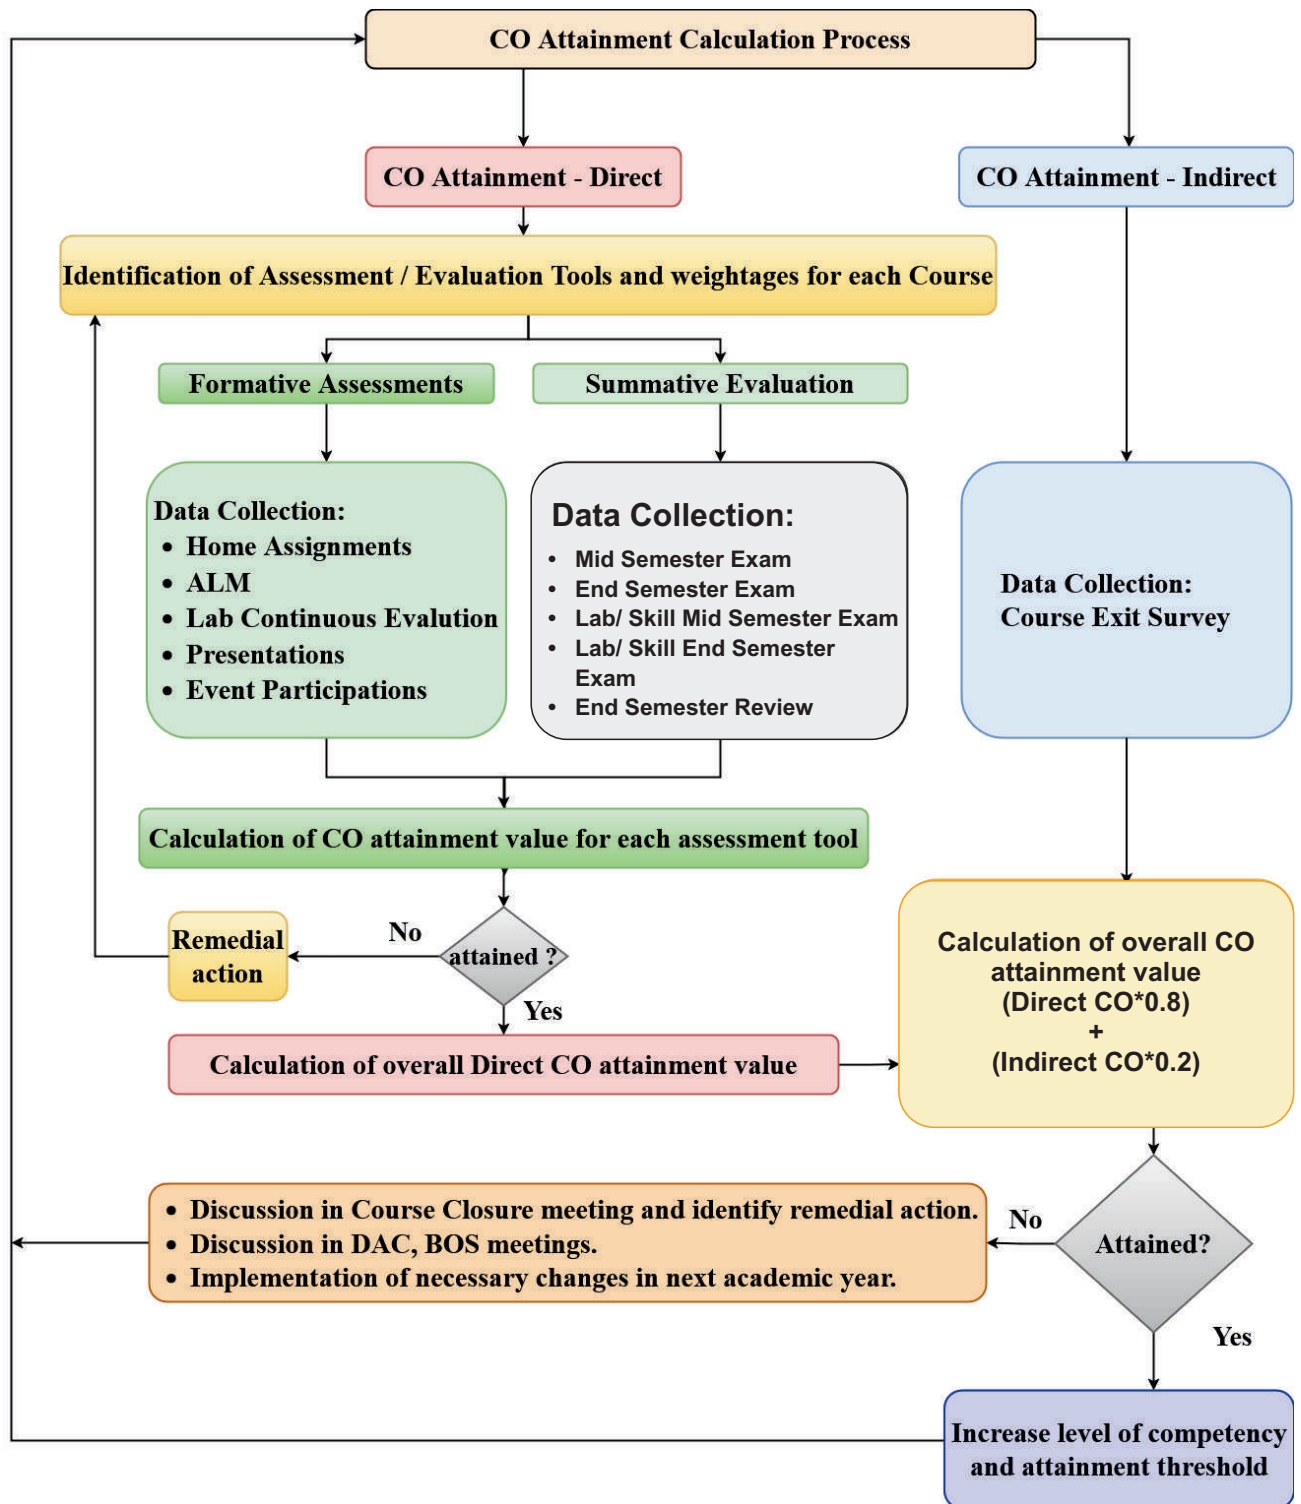 CO Attainment Calculation Process
CO Attainment - Direct
CO Attainment - Indirect
Identification of Assessment / Evaluation Tools and weightages for each Course
Formative Assessments
Summative Evaluation
Data Collection:
• Home Assignments
• ALM
• Lab Continuous Evalution
• Presentations
• Event Participations
Data Collection:
• Mid Semester Exam
• End Semester Exam
• Lab/ Skill Mid Semester Exam
• Lab/ Skill End Semester
Exam
• End Semester Review
Data Collection:
Course Exit Survey
Calculation of CO attainment value for each assessment tool
attained ?
No
Remedial
action
Yes
Calculation of overall Direct CO attainment value
Calculation of overall CO
attainment value
(Direct CO*0.8)
+
(Indirect CO*0.2)
Attained?
No
• Discussion in Course Closure meeting and identify remedial action.
• Discussion in DAC, BOS meetings.
• Implementation of necessary changes in next academic year.
Yes
Increase level of competency
and attainment threshold